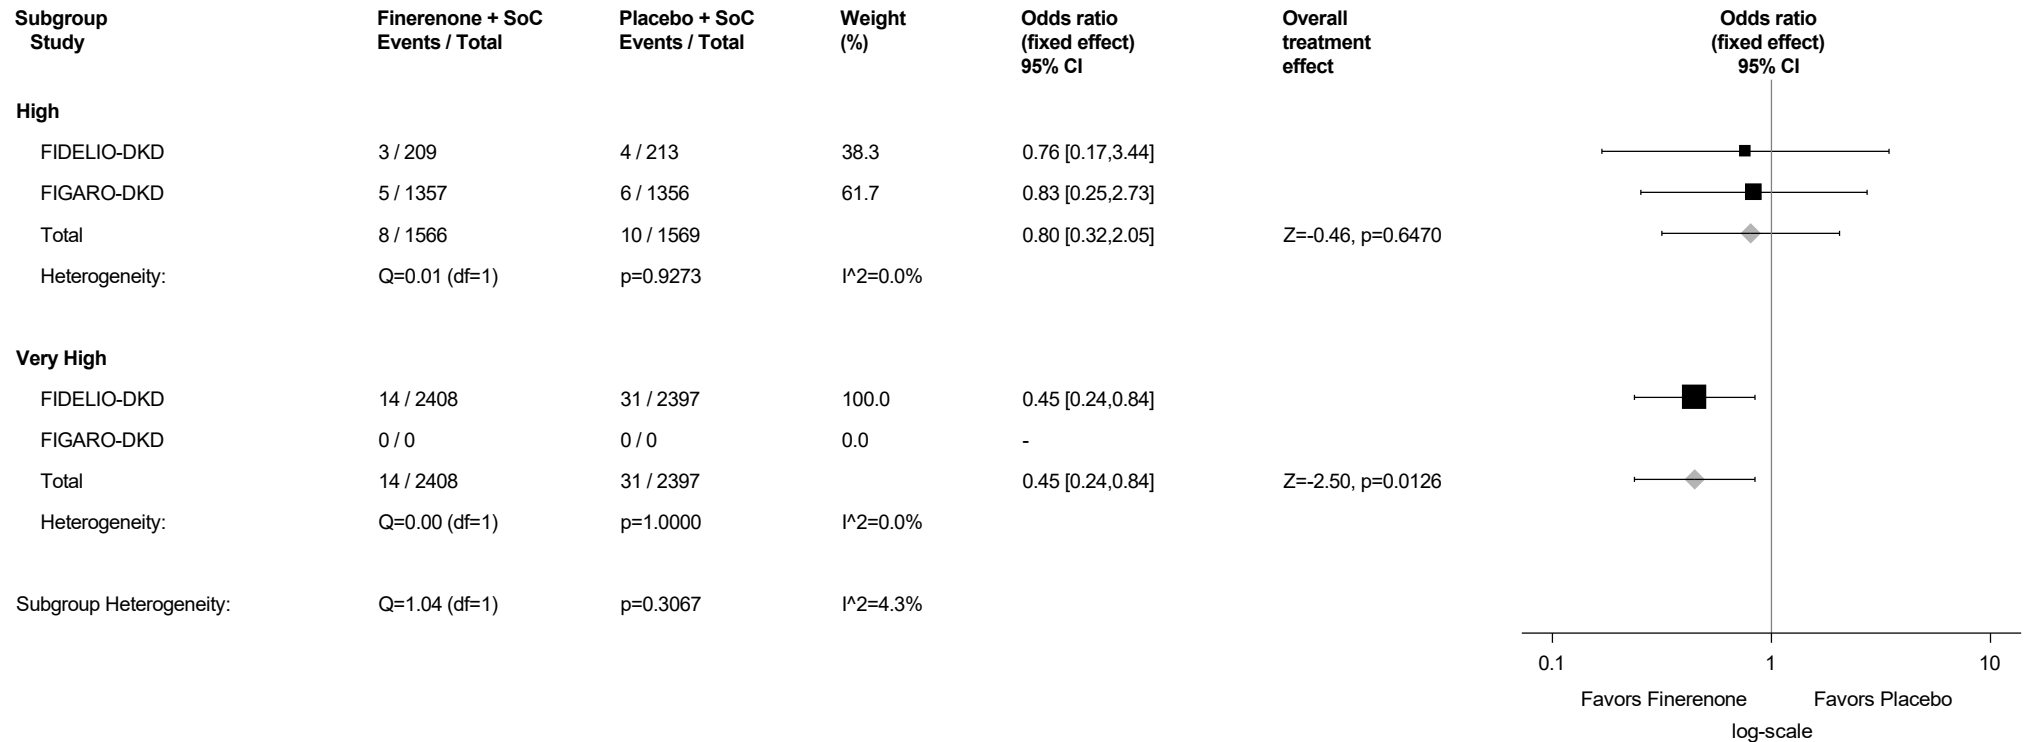 Subgroup Finerenone + SoC Placebo + SoC Weight Odds ratio Overall Odds ratio
Study Events / Total Events / Total (%) (fixed effect) treatment (fixed effect)
95% CI effect 95% CI
High
FIDELIO-DKD 3 / 209 4 / 213 38.3 0.76 [0.17,3.44]
FIGARO-DKD 5 / 1357 6 / 1356 61.7 0.83 [0.25,2.73]
Total 8 / 1566 10 / 1569 0.80 [0.32,2.05] Z=-0.46, p=0.6470
Heterogeneity: Q=0.01 (df=1) p=0.9273 I^2=0.0%
Very High
FIDELIO-DKD 14 / 2408 31 / 2397 100.0 0.45 [0.24,0.84]
FIGARO-DKD 0 / 0 0 / 0 0.0 -
Total 14 / 2408 31 / 2397 0.45 [0.24,0.84] Z=-2.50, p=0.0126
Heterogeneity: Q=0.00 (df=1) p=1.0000 I^2=0.0%
Subgroup Heterogeneity: Q=1.04 (df=1) p=0.3067 I^2=4.3%
0.1 1 10
Favors Finerenone Favors Placebo
log-scale